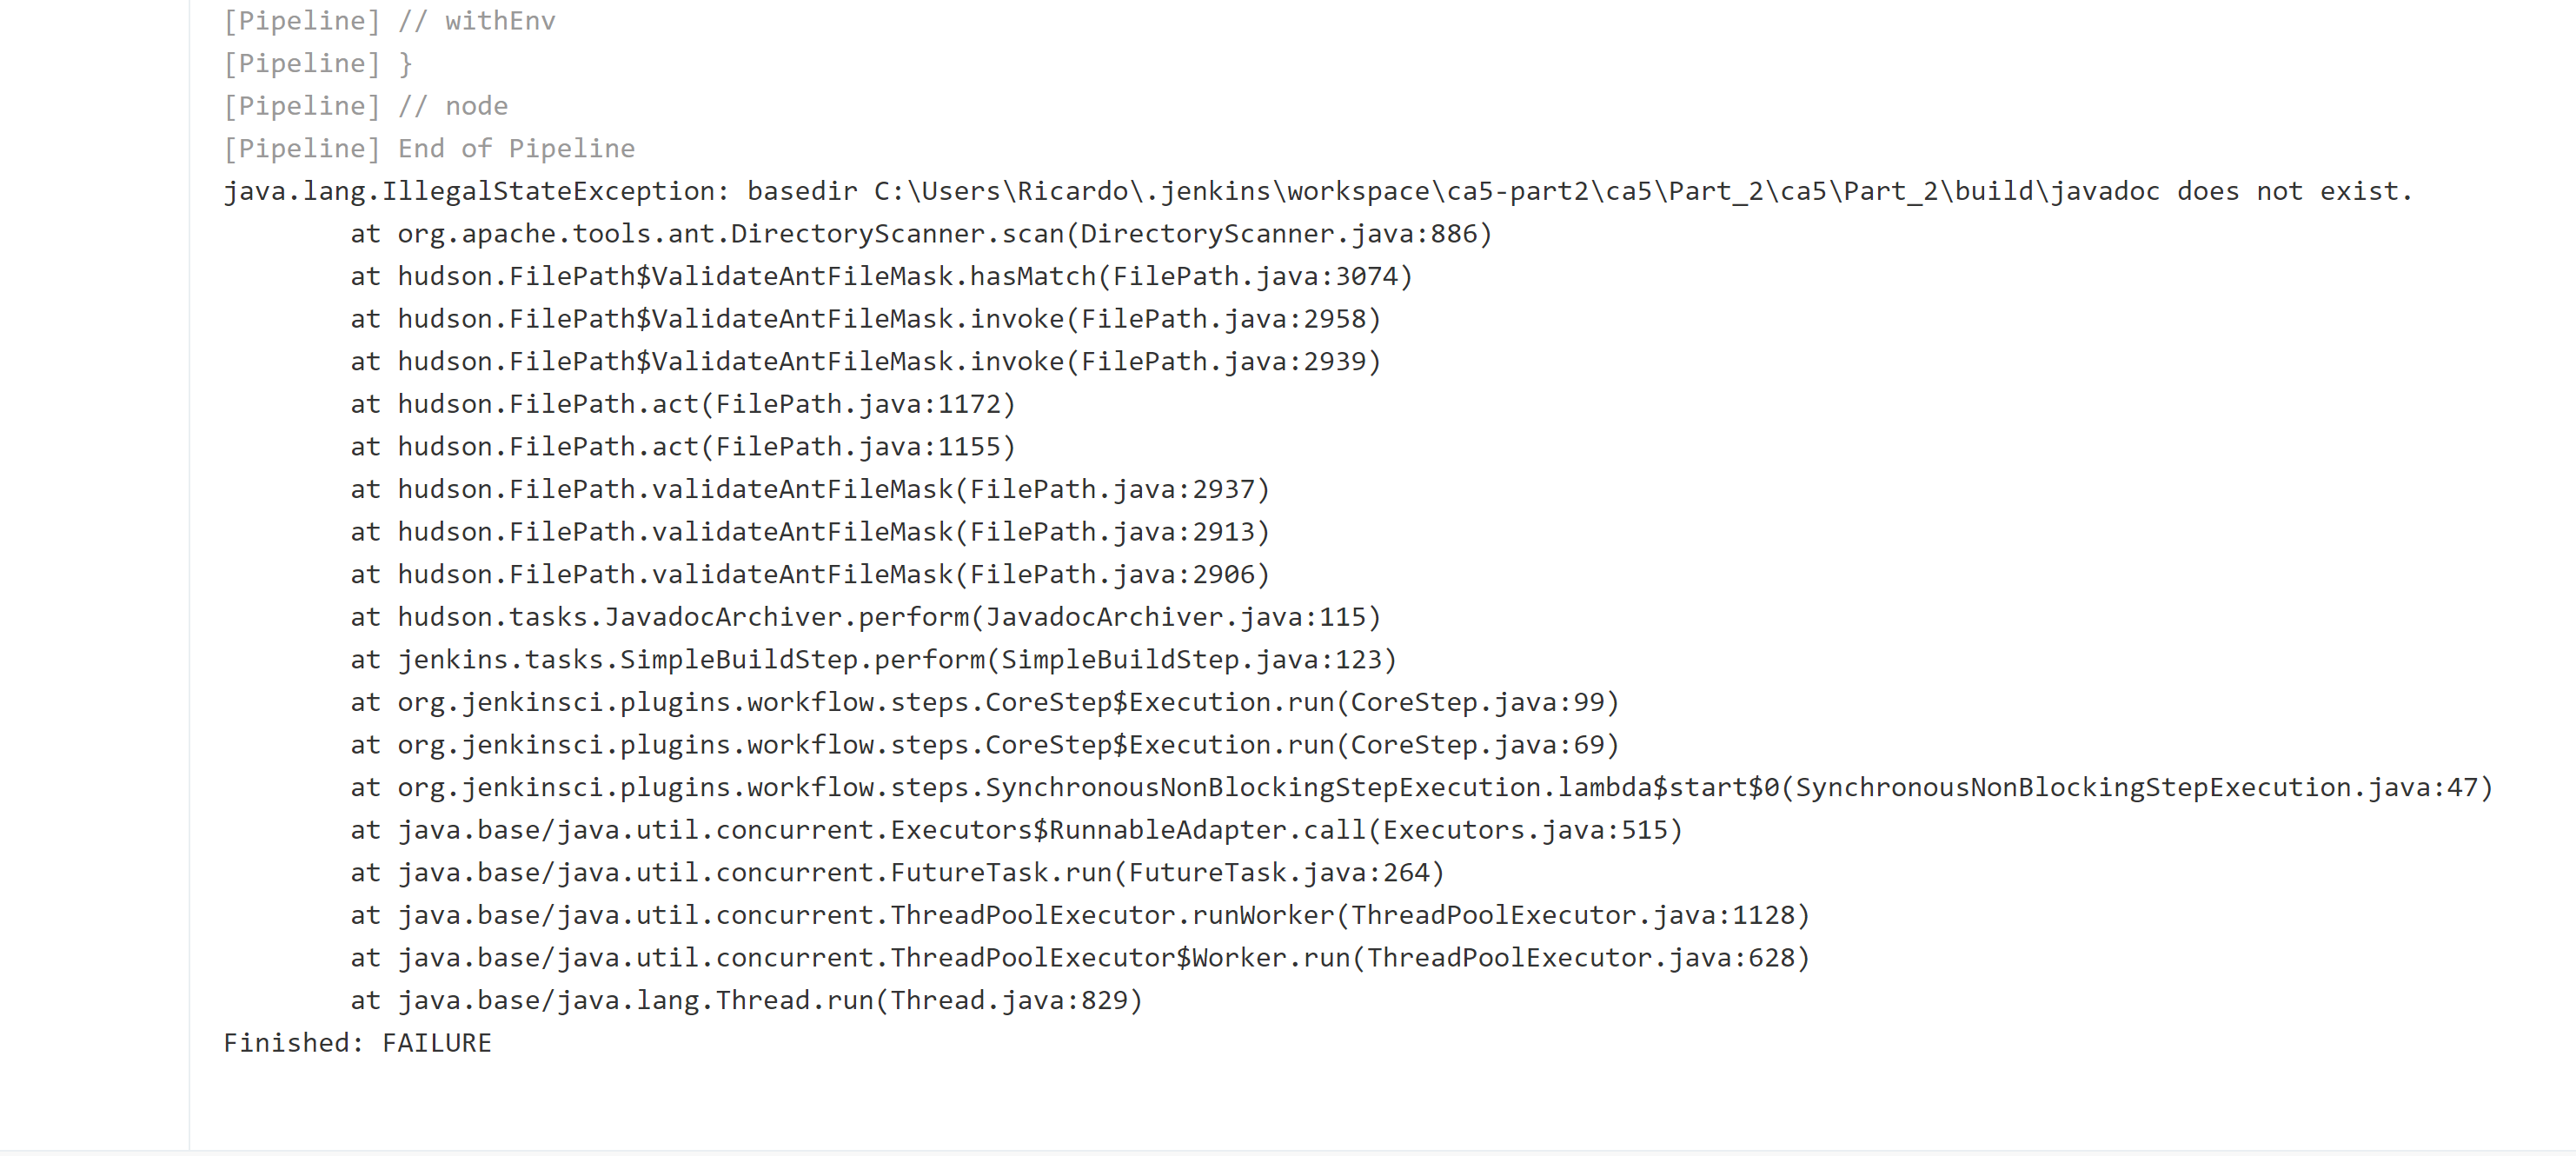 [Pipeline] // withEnv
[Pipeline] }
[Pipeline] // node
[Pipeline] End of Pipeline
java.lang.IllegalStateException: basedir C:\Users\Ricardo\.jenkins\workspace\ca5-part2\ca5\Part_2\ca5\Part_2\build\javadoc does not exist.
at org.apache.tools.ant.DirectoryScanner.scan(DirectoryScanner.java:886)
at hudson.FilePath$ValidateAntFileMask.hasMatch(FilePath.java:3074)
at hudson.FilePath$ValidateAntFileMask.invoke(FilePath.java:2958)
at hudson.FilePath$ValidateAntFileMask.invoke(FilePath.java:2939)
at hudson.FilePath.act(FilePath.java:1172)
at hudson.FilePath.act(FilePath.java:1155)
at hudson.FilePath.validateAntFileMask(FilePath.java:2937)
at hudson.FilePath.validateAntFileMask(FilePath.java:2913)
at hudson.FilePath.validateAntFileMask(FilePath.java:2906)
at hudson.tasks.JavadocArchiver.perform(JavadocArchiver.java:115)
at jenkins.tasks.SimpleBuildStep.perform(SimpleBuildStep.java:123)
at org.jenkinsci.plugins.workflow.steps.CoreStep$Execution.run(CoreStep.java:99)
at org.jenkinsci.plugins.workflow.steps.CoreStep$Execution.run(CoreStep.java:69)
at org.jenkinsci.plugins.workflow.steps.SynchronousNonBlockingStepExecution.lambda$start$0(SynchronousNonBlockingStepExecution.java:47)
at java.base/java.util.concurrent.Executors$RunnableAdapter.call(Executors.java:515)
at java.base/java.util.concurrent.FutureTask.run(FutureTask.java:264)
at java.base/java.util.concurrent.ThreadPoolExecutor.runWorker(ThreadPoolExecutor.java:1128)
at java.base/java.util.concurrent.ThreadPoolExecutor$Worker.run(ThreadPoolExecutor.java:628)
at java.base/java.lang.Thread.run(Thread.java:829)
Finished: FAILURE